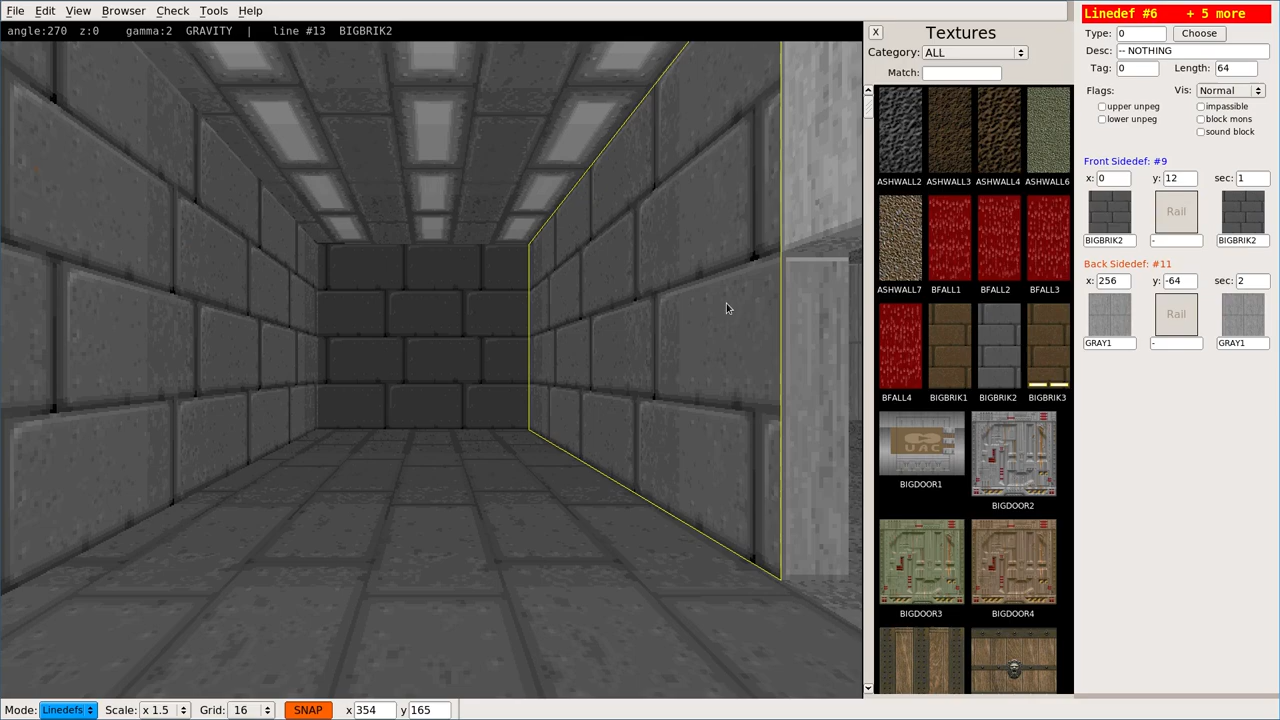 File Edit View Browser Check Tools Help
angle:270 z:0 gamma:2 GRAVITY | line #13 BIGBRIK2
X Textures
Category: ALL
Match:
ASHWALL2 ASHWALL3 ASHWALL4 ASHWALL6
ASHWALL7 BFALL1 BFALL2 BFALL3
BFALL4 BIGBRIK1 BIGBRIK2 BIGBRIK3
UAC
BIGDOOR1
BIGDOOR2
BIGDOOR3 BIGDOOR4
Linedef #6 + 5 more
Type: 0 Choose
Desc: -- NOTHING
Tag: 0 Length: 64
Flags: Vis: Normal
upper unpeg impassible
lower unpeg block mons
sound block
Front Sidedef: #9
x: 0 y: 12 sec: 1
Rail
BIGBRIK2 - BIGBRIK2
Back Sidedef: #11
x: 256 y: -64 sec: 2
Rail
GRAY1 - GRAY1
Mode: Linedefs Scale: x 1.5 Grid: 16 SNAP x 354 y 165